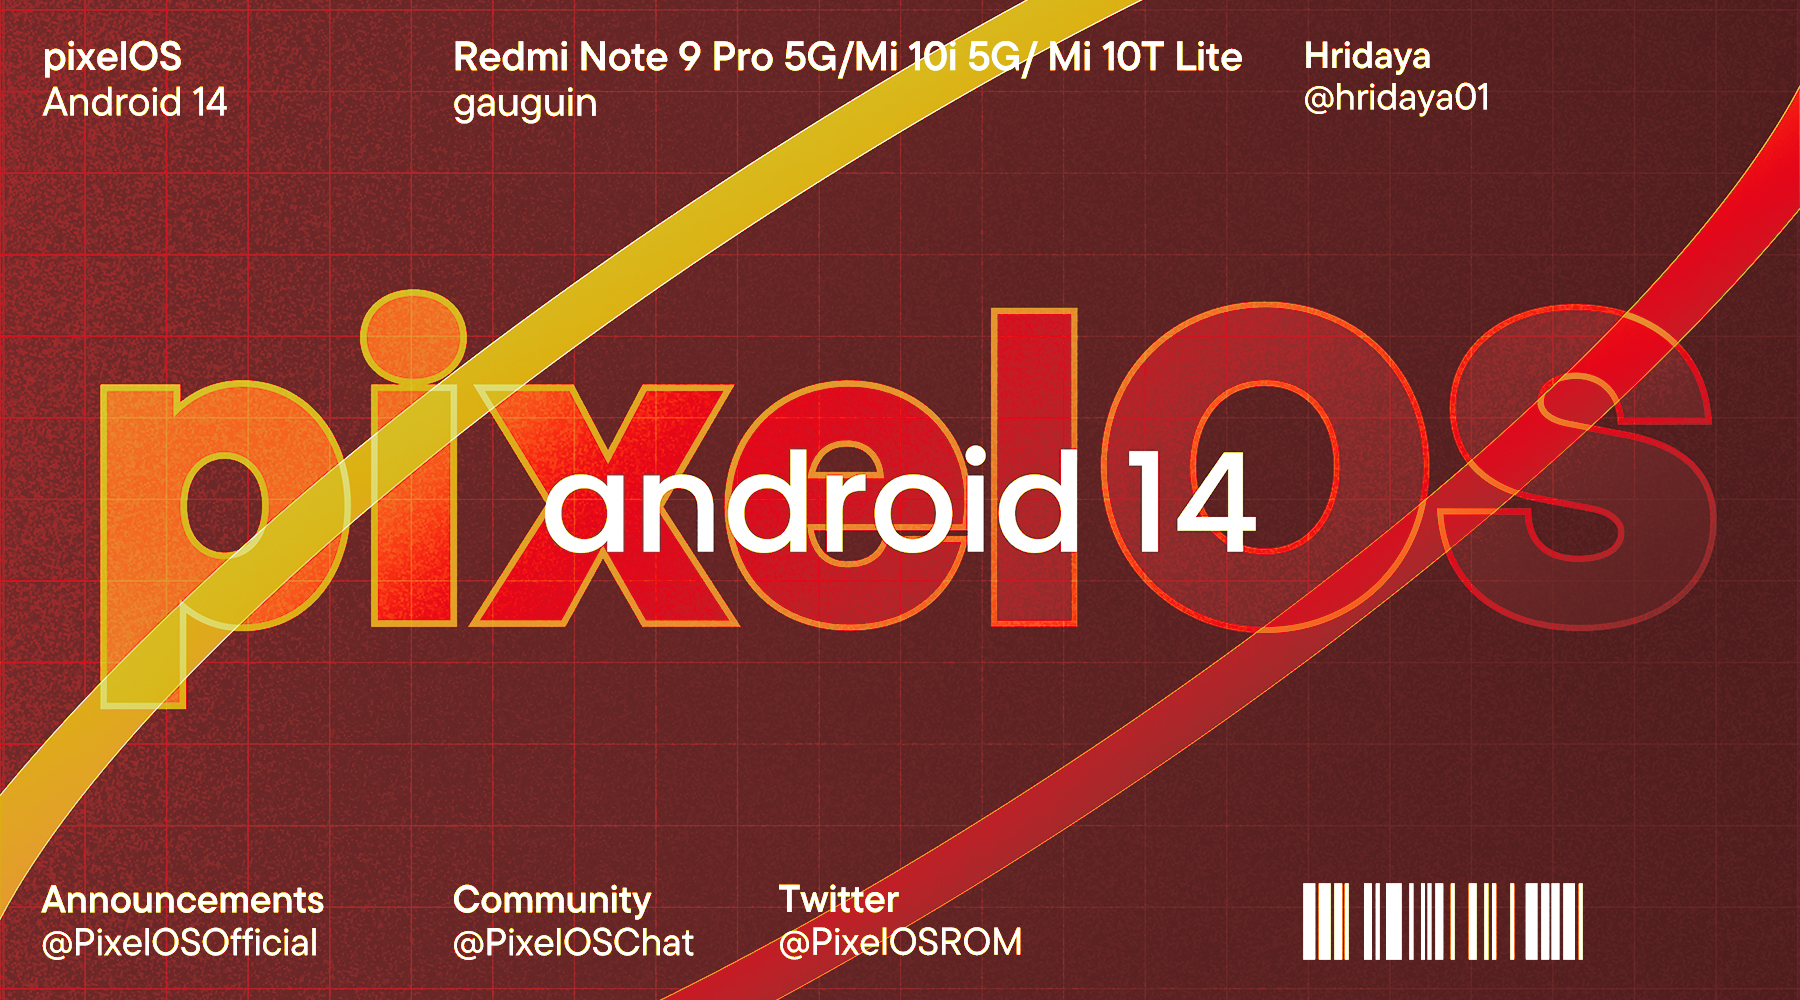 pixelOS
Android 14
Redmi Note 9 Pro 5G/Mi 10i 5G/ Mi 10T Lite
gauguin
Hridaya
@hridaya01
pixelOS
android 14
Announcements
@PixelOSOfficial
Community
@PixelOSChat
Twitter
@PixelOSROM